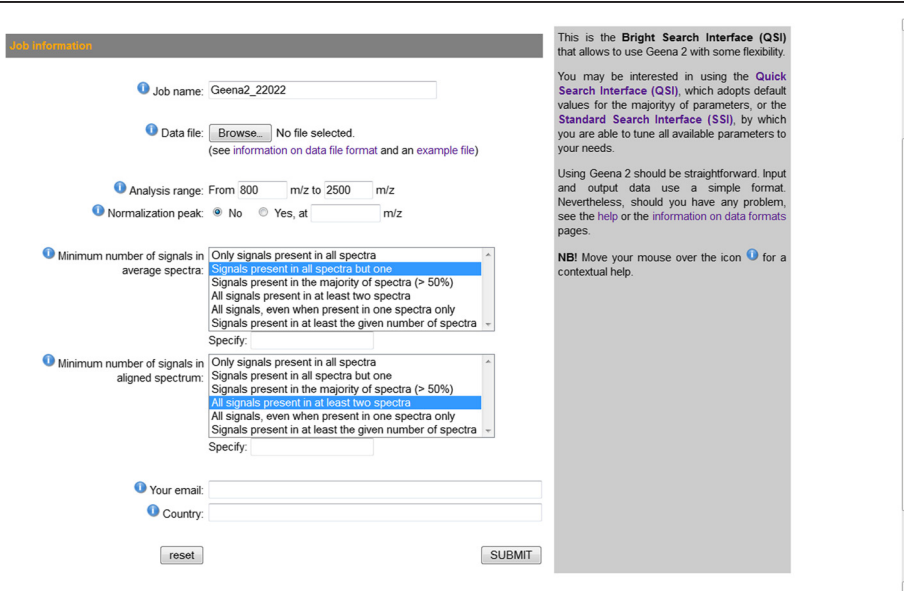 Job information
Job name: Geena2_22022
Data file: Browse... No file selected.
(see information on data file format and an example file)
Analysis range: From 800 m/z to 2500 m/z
Normalization peak: No Yes, at m/z
Minimum number of signals in
average spectra:
Only signals present in all spectra
Signals present in all spectra but one
Signals present in the majority of spectra (> 50%)
All signals present in at least two spectra
All signals, even when present in one spectra only
Signals present in at least the given number of spectra
Specify:
Minimum number of signals in
aligned spectrum:
Only signals present in all spectra
Signals present in all spectra but one
Signals present in the majority of spectra (> 50%)
All signals present in at least two spectra
All signals, even when present in one spectra only
Signals present in at least the given number of spectra
Specify:
Your email:
Country:
reset SUBMIT
This is the Bright Search Interface (QSI)
that allows to use Geena 2 with some flexibility.
You may be interested in using the Quick
Search Interface (QSI), which adopts default
values for the majorityy of parameters, or the
Standard Search Interface (SSI), by which
you are able to tune all available parameters to
your needs.
Using Geena 2 should be straightforward. Input
and output data use a simple format.
Nevertheless, should you have any problem,
see the help or the information on data formats
pages.
NB! Move your mouse over the icon i for a
contextual help.